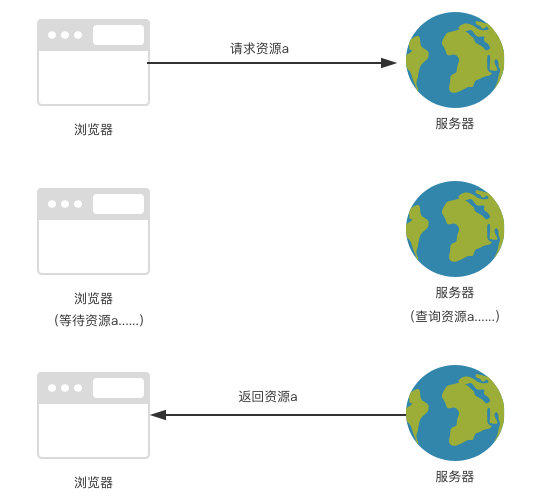 请求资源a
浏览器
服务器
浏览器
服务器
(等待资源a......)
(查询资源a......)
返回资源a
浏览器
服务器